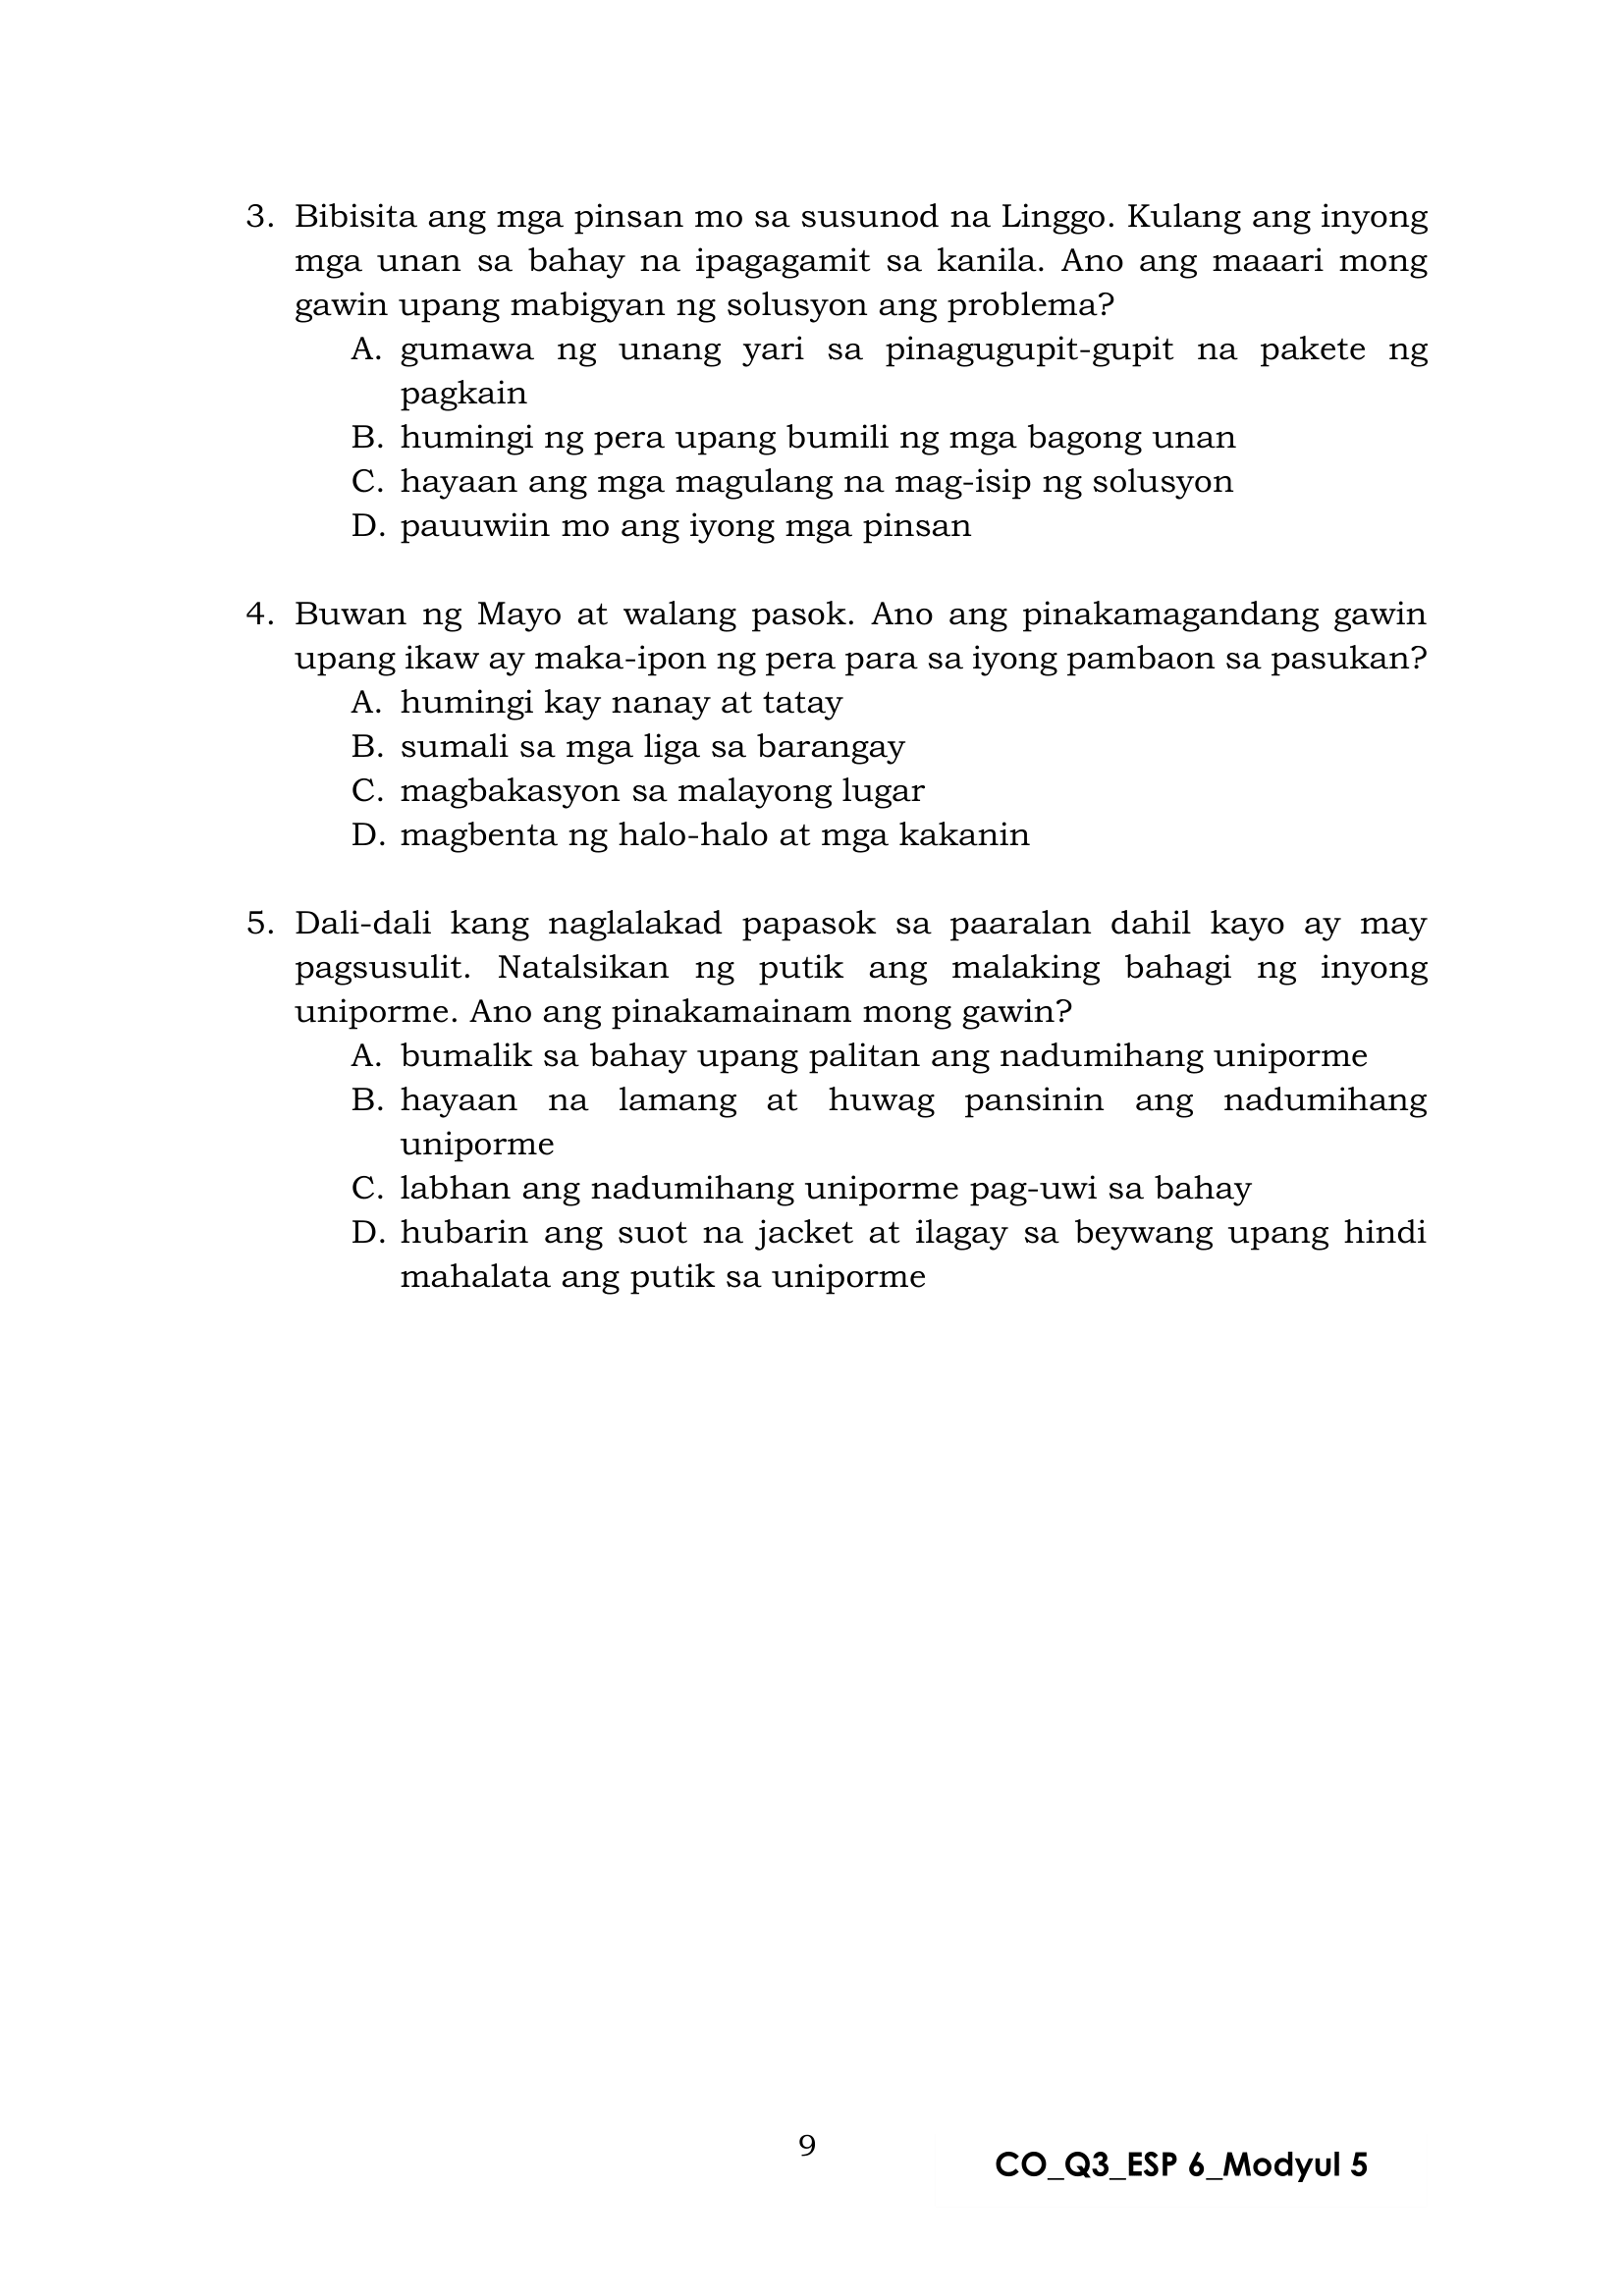 3. Bibisita ang mga pinsan mo sa susunod na Linggo. Kulang ang inyong
mga unan sa bahay na ipagagamit sa kanila. Ano ang maaari mong
gawin upang mabigyan ng solusyon ang problema?
A. gumawa ng unang yari sa pinagugupit-gupit na pakete ng
pagkain
B. humingi ng pera upang bumili ng mga bagong unan
C. hayaan ang mga magulang na mag-isip ng solusyon
D. pauuwiin mo ang iyong mga pinsan
4. Buwan ng Mayo at walang pasok. Ano ang pinakamagandang gawin
upang ikaw ay maka-ipon ng pera para sa iyong pambaon sa pasukan?
A. humingi kay nanay at tatay
B. sumali sa mga liga sa barangay
C. magbakasyon sa malayong lugar
D. magbenta ng halo-halo at mga kakanin
5. Dali-dali kang naglalakad papasok sa paaralan dahil kayo ay may
pagsusulit. Natalsikan ng putik ang malaking bahagi ng inyong
uniporme. Ano ang pinakamainam mong gawin?
A. bumalik sa bahay upang palitan ang nadumihang uniporme
B. hayaan na lamang at huwag pansinin ang nadumihang
uniporme
C. labhan ang nadumihang uniporme pag-uwi sa bahay
D. hubarin ang suot na jacket at ilagay sa beywang upang hindi
mahalata ang putik sa uniporme
9
CO_Q3_ESP 6_Modyul 5